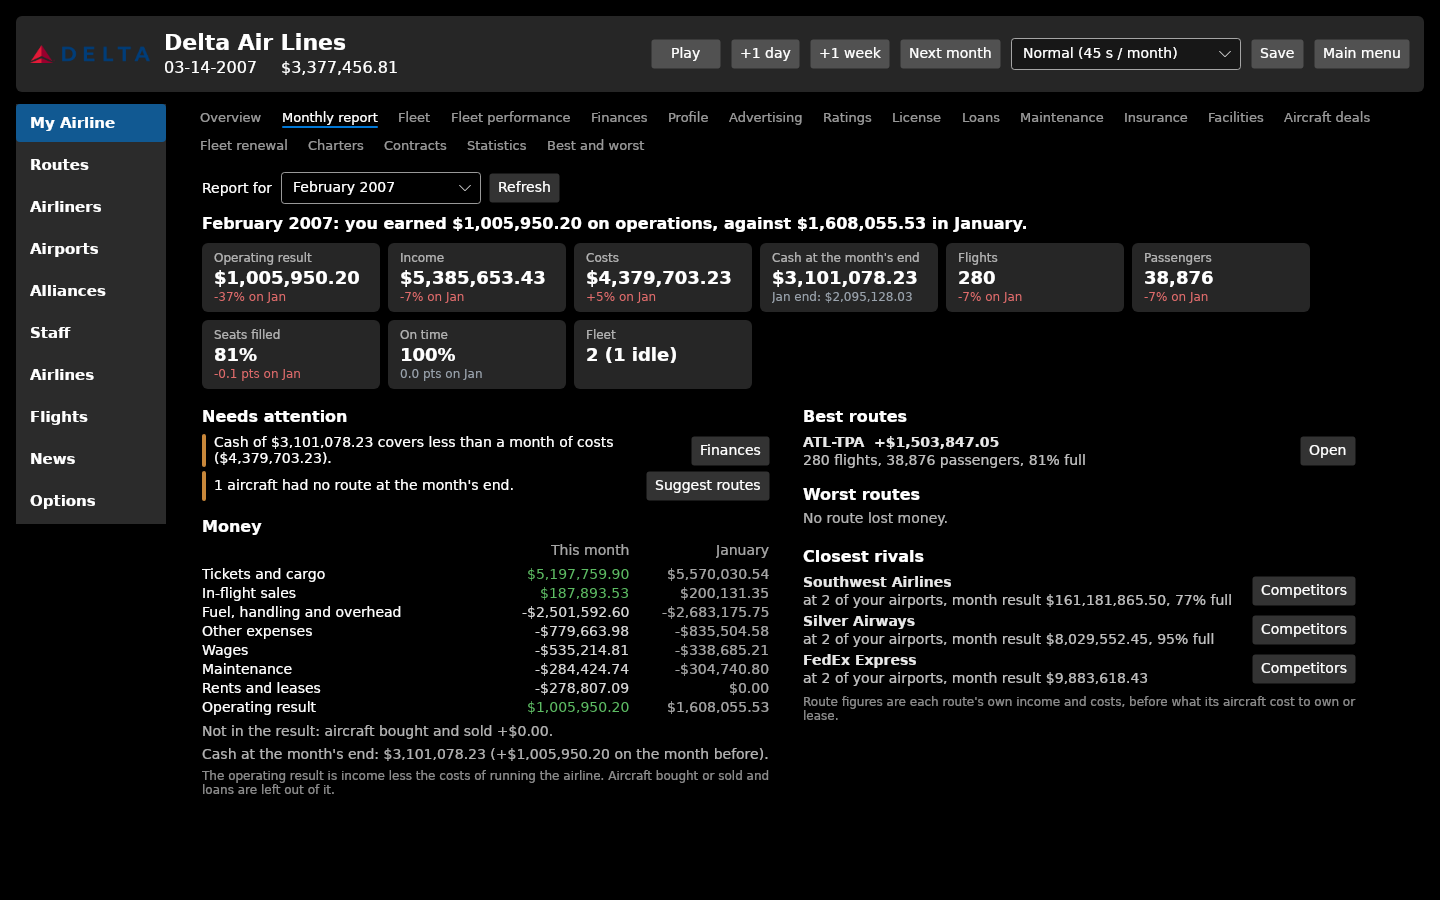 DELTA
Delta Air Lines
03-14-2007 $3,377,456.81
Play +1 day +1 week Next month Normal (45 s / month) Save Main menu
My Airline
Routes
Airliners
Airports
Alliances
Staff
Airlines
Flights
News
Options
Overview Monthly report Fleet Fleet performance Finances Profile Advertising Ratings License Loans Maintenance Insurance Facilities Aircraft deals
Fleet renewal Charters Contracts Statistics Best and worst
Report for February 2007 Refresh
February 2007: you earned $1,005,950.20 on operations, against $1,608,055.53 in January.
Operating result
$1,005,950.20
-37% on Jan
Income
$5,385,653.43
-7% on Jan
Costs
$4,379,703.23
+5% on Jan
Cash at the month's end
$3,101,078.23
Jan end: $2,095,128.03
Flights
280
-7% on Jan
Passengers
38,876
-7% on Jan
Seats filled
81%
-0.1 pts on Jan
On time
100%
0.0 pts on Jan
Fleet
2 (1 idle)
Needs attention
Cash of $3,101,078.23 covers less than a month of costs
($4,379,703.23).
Finances
1 aircraft had no route at the month's end.
Suggest routes
Money
This month January
Tickets and cargo $5,197,759.90 $5,570,030.54
In-flight sales $187,893.53 $200,131.35
Fuel, handling and overhead -$2,501,592.60 -$2,683,175.75
Other expenses -$779,663.98 -$835,504.58
Wages -$535,214.81 -$338,685.21
Maintenance -$284,424.74 -$304,740.80
Rents and leases -$278,807.09 $0.00
Operating result $1,005,950.20 $1,608,055.53
Not in the result: aircraft bought and sold +$0.00.
Cash at the month's end: $3,101,078.23 (+$1,005,950.20 on the month before).
The operating result is income less the costs of running the airline. Aircraft bought or sold and
loans are left out of it.
Best routes
ATL-TPA +$1,503,847.05
280 flights, 38,876 passengers, 81% full
Open
Worst routes
No route lost money.
Closest rivals
Southwest Airlines
at 2 of your airports, month result $161,181,865.50, 77% full
Competitors
Silver Airways
at 2 of your airports, month result $8,029,552.45, 95% full
Competitors
FedEx Express
at 2 of your airports, month result $9,883,618.43
Competitors
Route figures are each route's own income and costs, before what its aircraft cost to own or
lease.